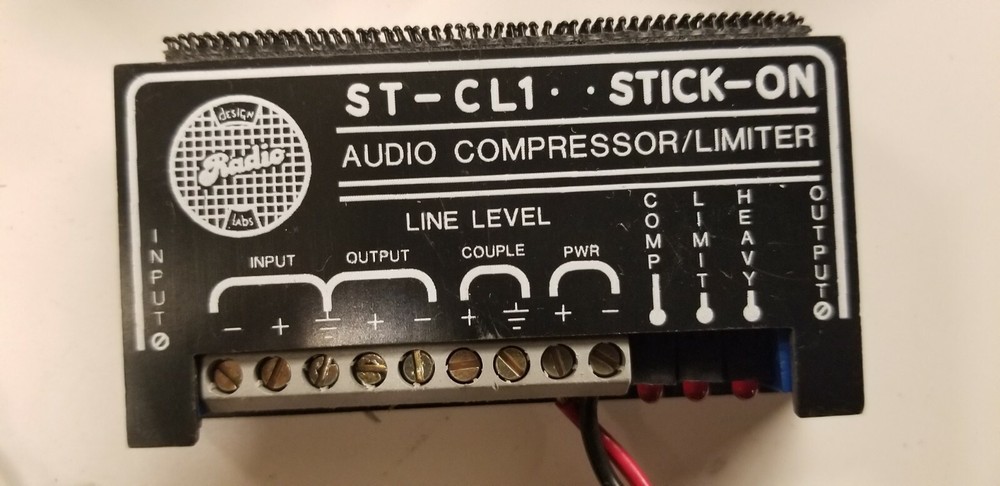 ST-CL1 · · STICK-ON
AUDIO COMPRESSOR/LIMITER
DESIGN
Radio
Labs
LINE LEVEL
INPUT OUTPUT COUPLE PWR
− + + − + + −
COMP
LIMIT
HEAVY
INPUT
OUTPUT